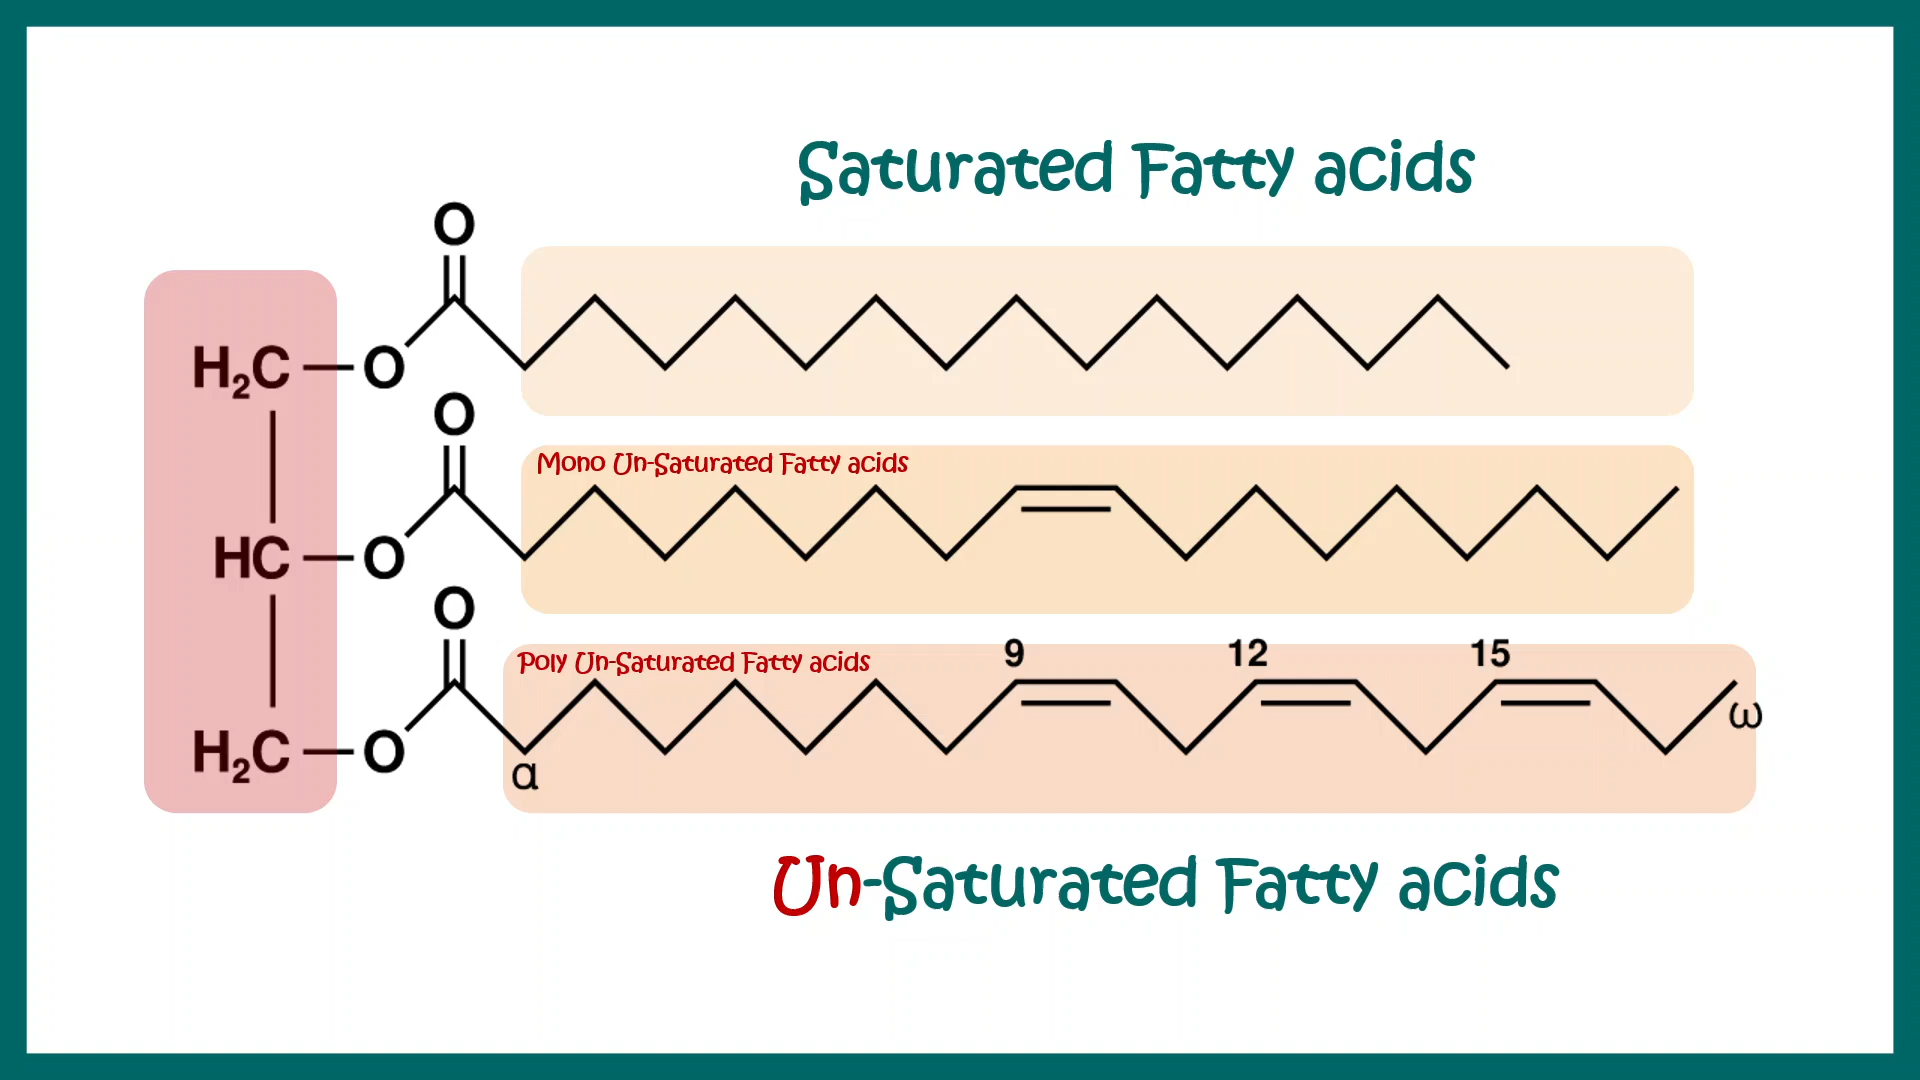 Saturated Fatty acids
O
H₂C O
O
Mono Un-Saturated Fatty acids
HC O
O
Poly Un-Saturated Fatty acids 9 12 15
ω
H₂C O
α
Un-Saturated Fatty acids